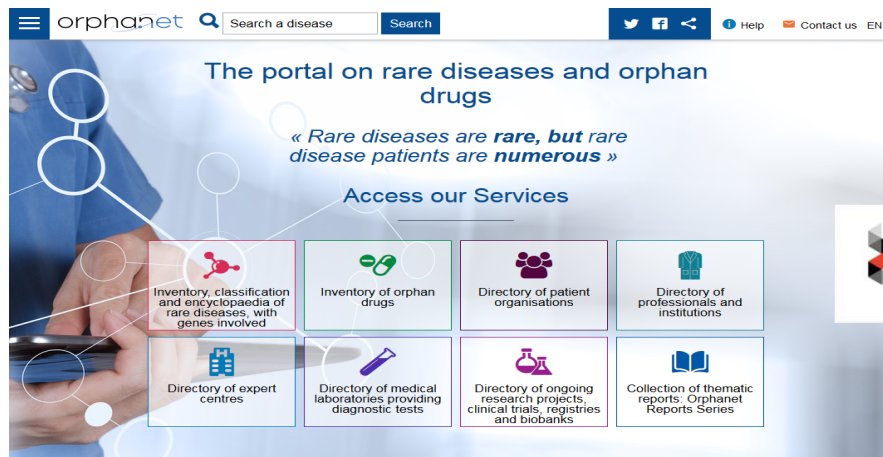 orphanet
Search a disease
Search
Help
Contact us
EN
The portal on rare diseases and orphan
drugs
« Rare diseases are rare, but rare
disease patients are numerous »
Access our Services
Inventory, classification
and encyclopaedia of
rare diseases, with
genes involved
Inventory of orphan
drugs
Directory of patient
organisations
Directory of
professionals and
institutions
Directory of expert
centres
Directory of medical
laboratories providing
diagnostic tests
Directory of ongoing
research projects,
clinical trials, registries
and biobanks
Collection of thematic
reports: Orphanet
Reports Series